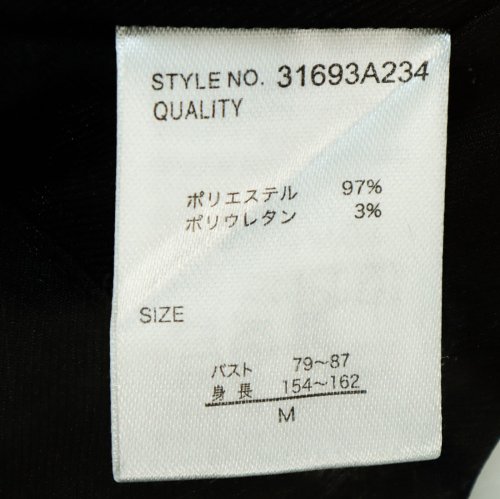 STYLE NO. 31693A234
QUALITY
ポリエステル 97%
ポリウレタン 3%
SIZE
バスト 79～87
身長 154～162
M